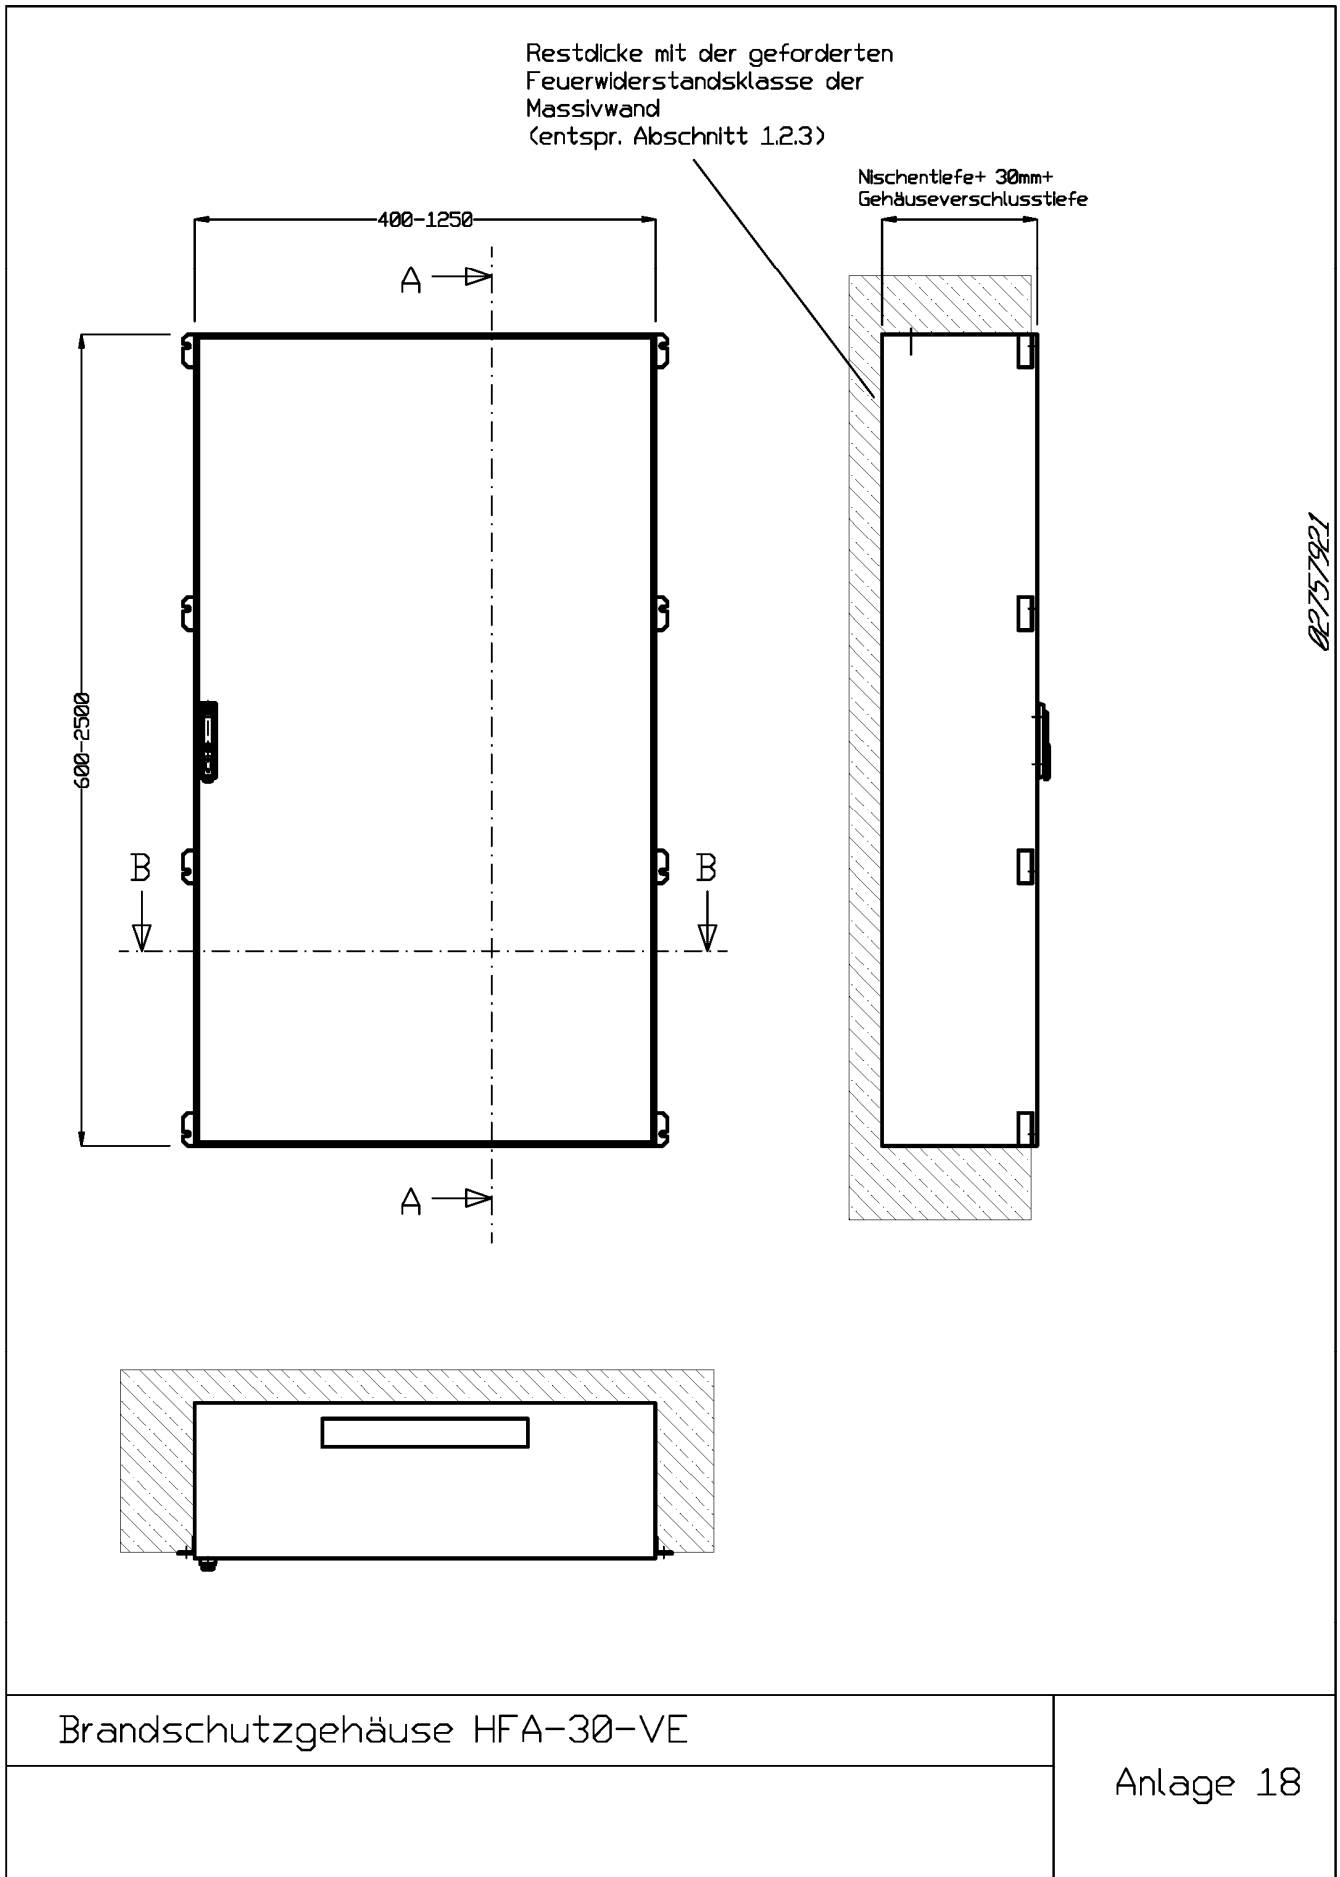 Restdicke mit der geforderten
Feuerwiderstandsklasse der
Massivwand
(entspr. Abschnitt 1.2.3)
Nischentiefe+ 30mm+
Gehäuseverschlusstiefe
400-1250
A
600-2500
B
B
A
02757921
Brandschutzgehäuse HFA-30-VE
Anlage 18